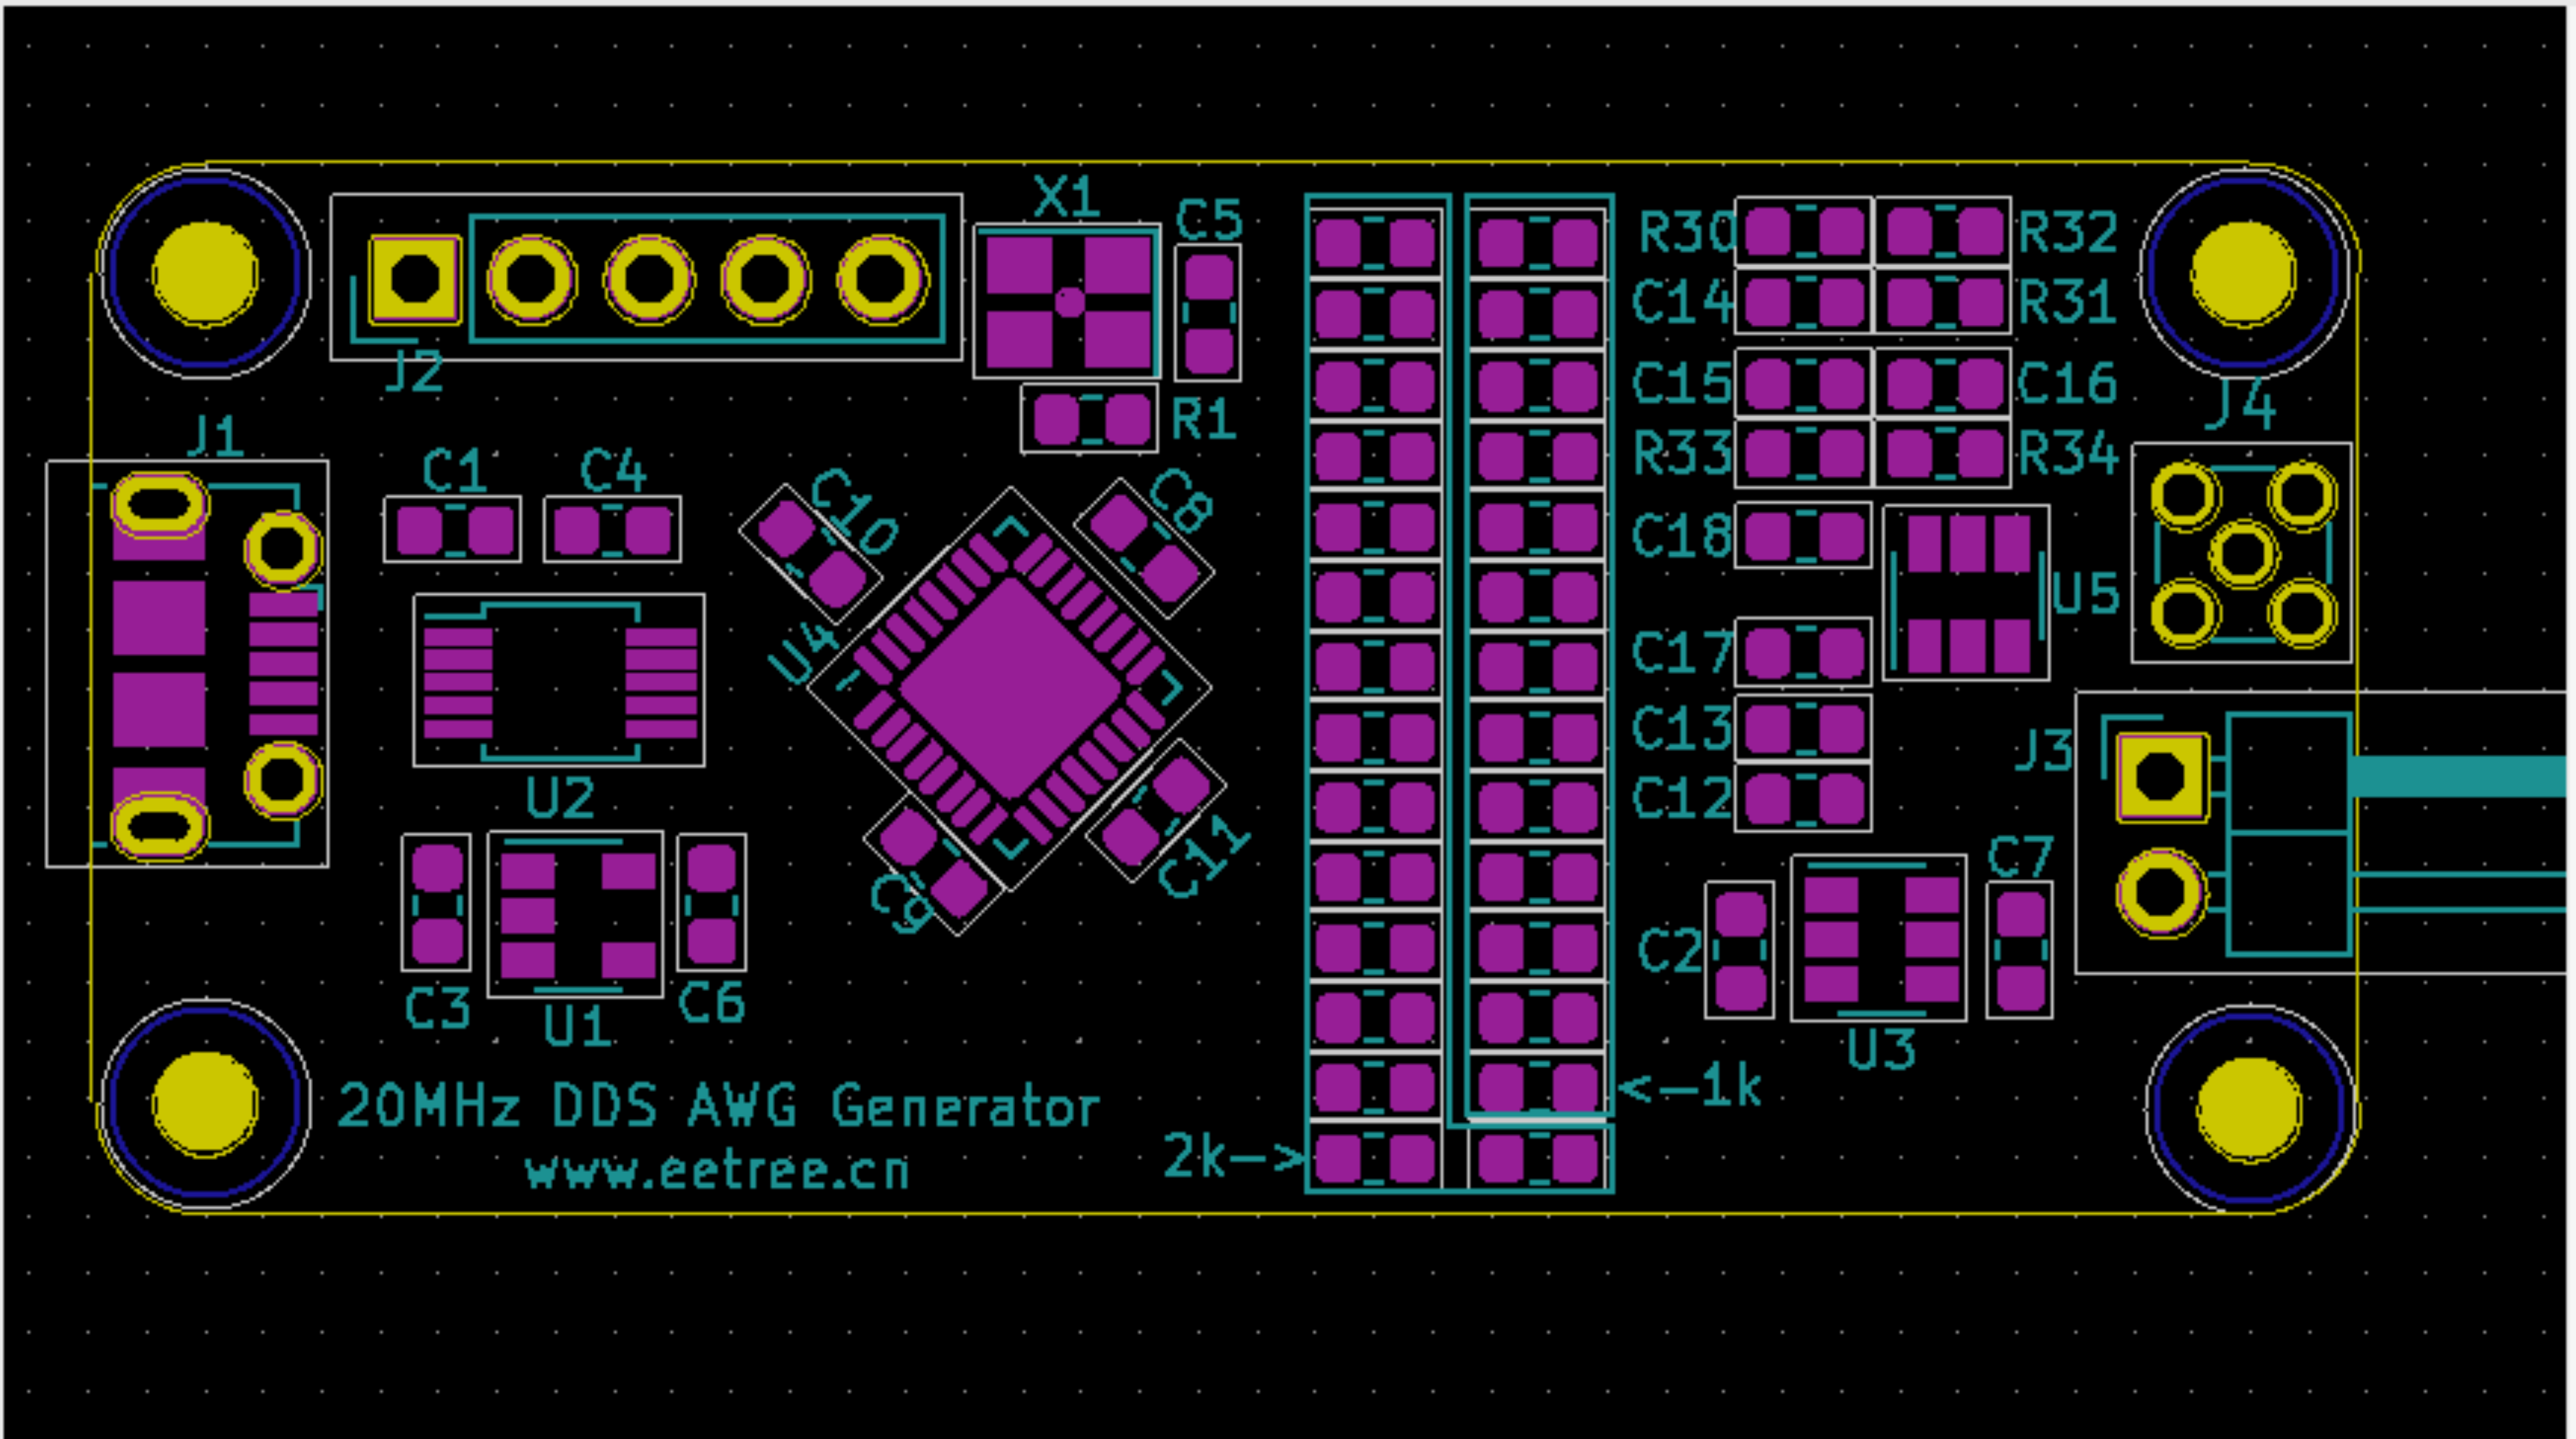 X1
C5
R30 R32
C14 R31
J2
C15 C16
J4
R1
J1
R33 R34
C1 C4
C10 C8
C18
U5
U4
C17
C13 J3
U2
C12
C11
C7
C9
C2
C3 U1 C6
U3
<-1k
20MHz DDS AWG Generator
2k->
www.eetree.cn